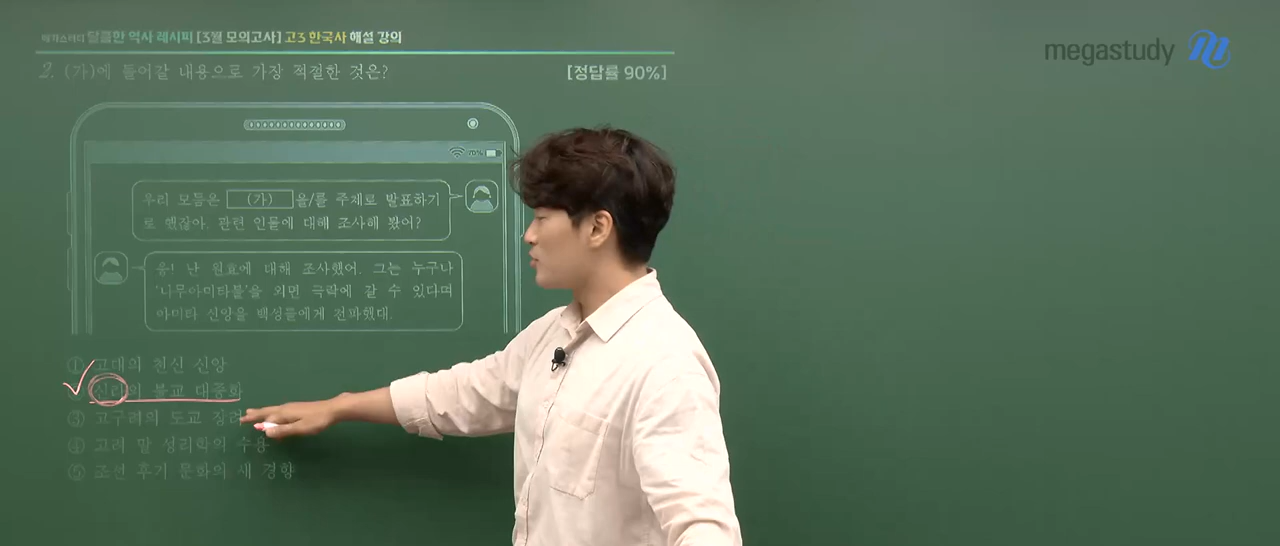 메가스터디 달콤한 역사 레시피 [3월 모의고사] 고3 한국사 해설 강의
megastudy
2. (가)에 들어갈 내용으로 가장 적절한 것은?
[정답률 90%]
70%
우리 모둠은 (가) 을/를 주제로 발표하기
로 했잖아. 관련 인물에 대해 조사해 봤어?
응! 난 원효에 대해 조사했어. 그는 누구나
'나무아미타불'을 외면 극락에 갈 수 있다며
아미타 신앙을 백성들에게 전파했대.
① 고대의 천신 신앙
신라의 불교 대중화
③ 고구려의 도교 장려
④ 고려 말 성리학의 수용
⑤ 조선 후기 문화의 새 경향